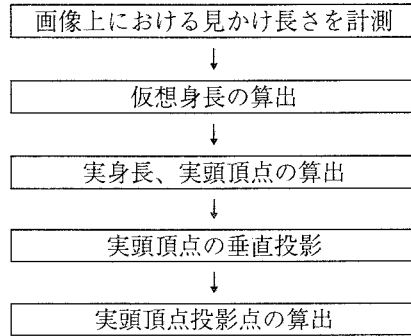 画像上における見かけ長さを計測
↓
仮想身長の算出
↓
実身長、実頭頂点の算出
↓
実頭頂点の垂直投影
↓
実頭頂点投影点の算出